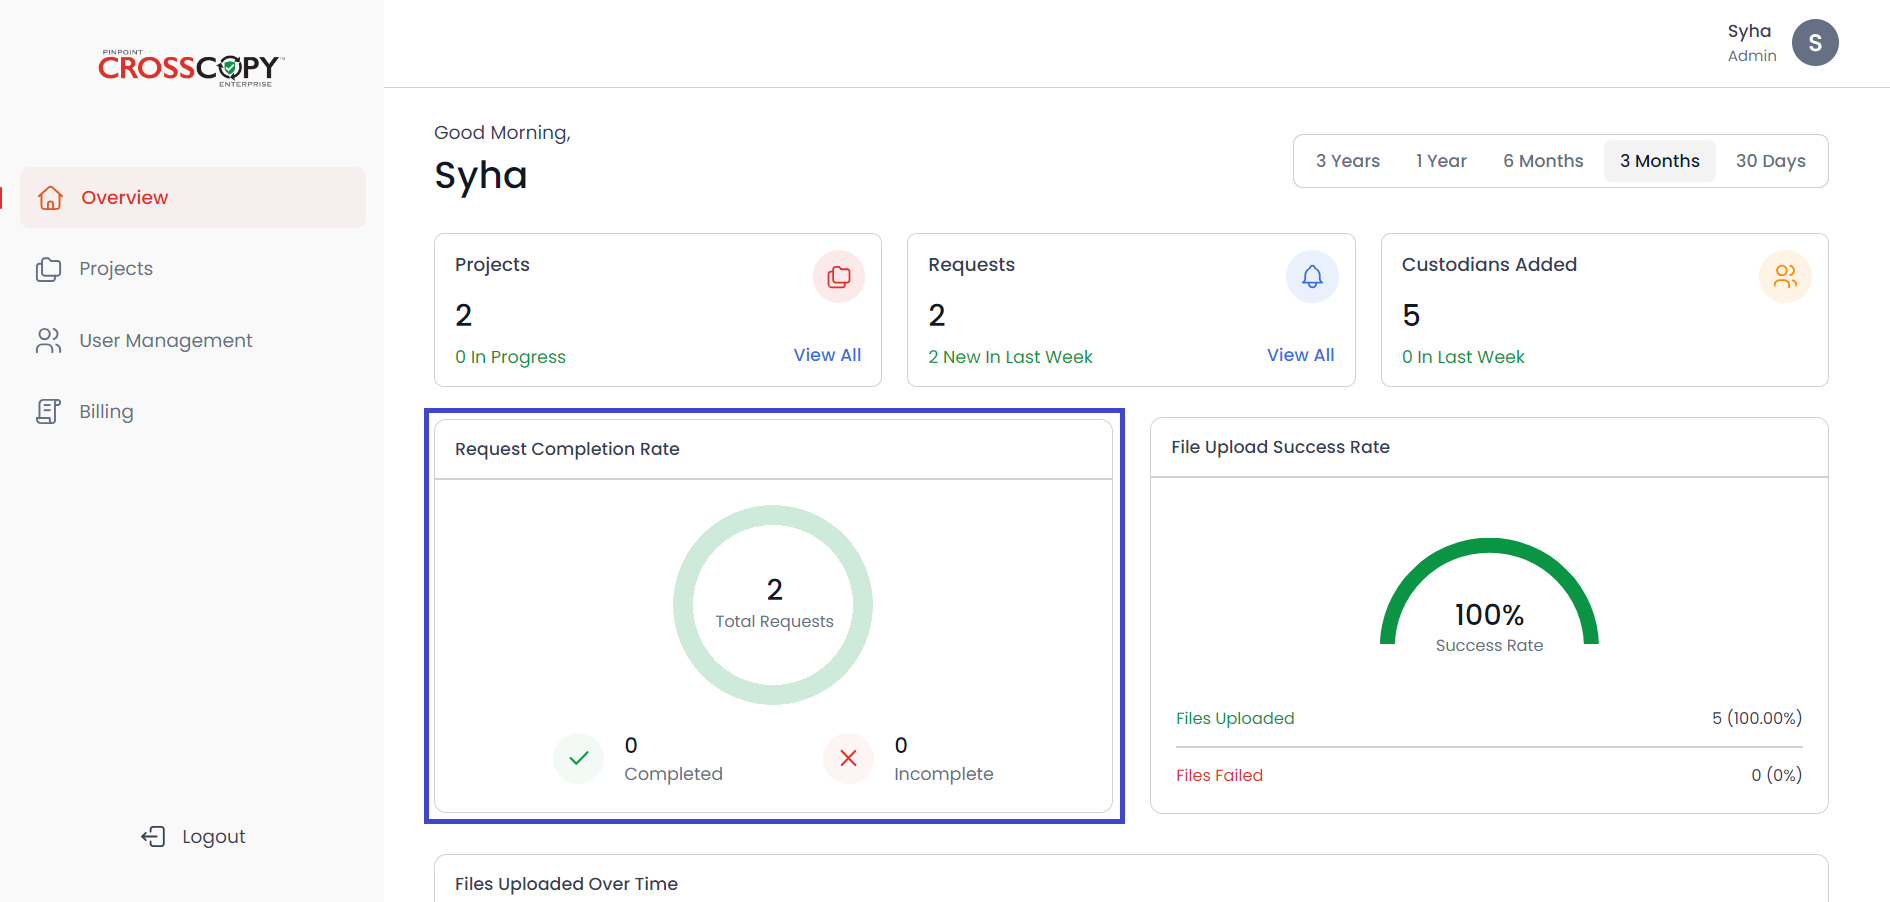 PINPOINT
CROSSCOPY
ENTERPRISE
Syha
Admin
S
Overview
Projects
User Management
Billing
Logout
Good Morning,
Syha
3 Years 1 Year 6 Months 3 Months 30 Days
Projects
2
0 In Progress View All
Requests
2
2 New In Last Week View All
Custodians Added
5
0 In Last Week
Request Completion Rate
2
Total Requests
0
Completed
0
Incomplete
File Upload Success Rate
100%
Success Rate
Files Uploaded 5 (100.00%)
Files Failed 0 (0%)
Files Uploaded Over Time